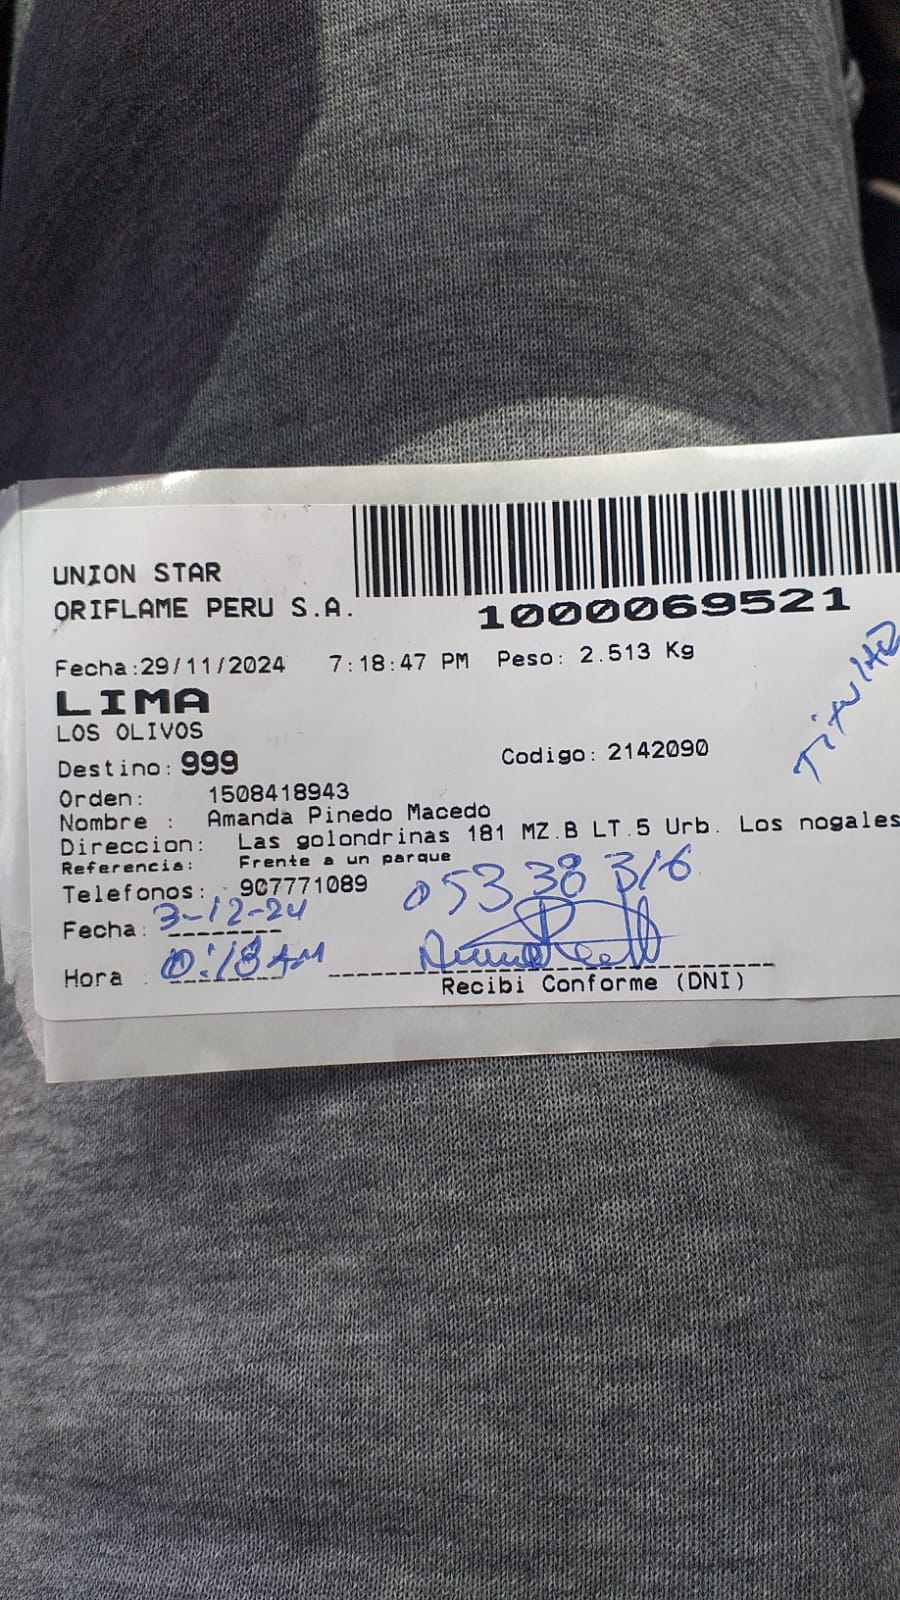 UNION STAR
ORIFLAME PERU S.A.
1000069521
Fecha:29/11/2024 7:18:47 PM Peso: 2.513 Kg
LIMA
LOS OLIVOS
Destino: 999 Codigo: 2142090
Orden: 1508418943
Nombre : Amanda Pinedo Macedo
Direccion: Las golondrinas 181 MZ.B LT.5 Urb. Los nogales
Referencia: Frente a un parque
Telefonos: 907771089 05338316
Fecha: 3-12-24
Hora :
Recibi Conforme (DNI)